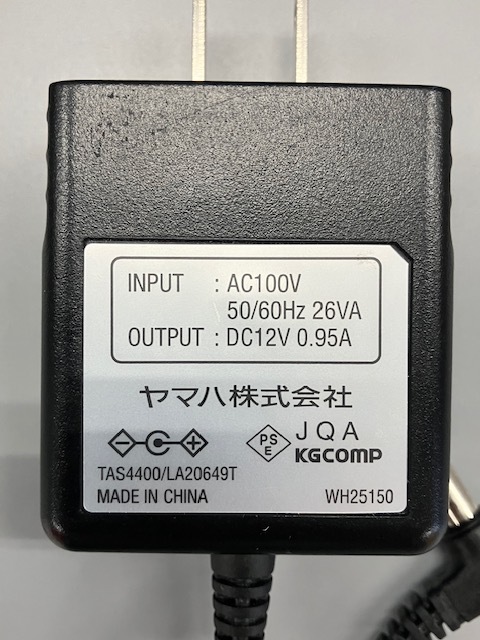 INPUT : AC100V
50/60Hz 26VA
OUTPUT : DC12V 0.95A
ヤマハ株式会社
PS
E
JQA
KGCOMP
TAS4400/LA20649T
MADE IN CHINA
WH25150